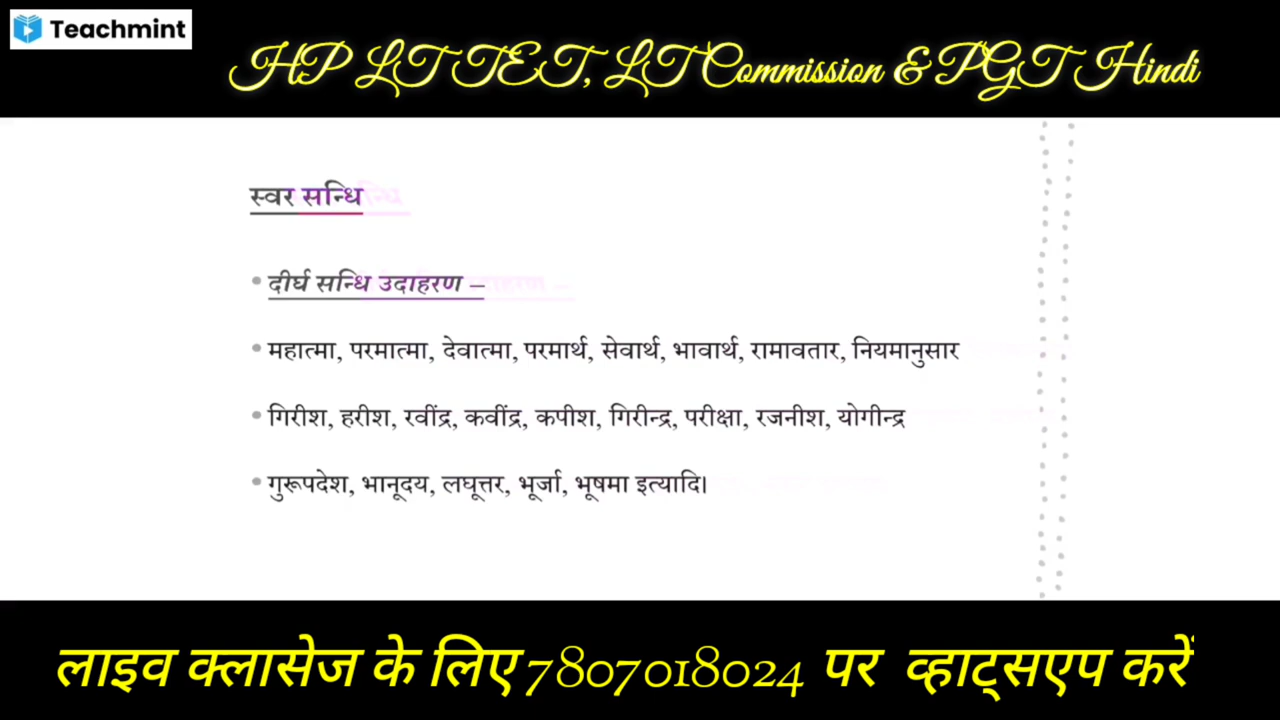 Teachmint
HP LT TET, LT Commission & PGT Hindi
स्वर सन्धि
• दीर्घ सन्धि उदाहरण –
• महात्मा, परमात्मा, देवात्मा, परमार्थ, सेवार्थ, भावार्थ, रामावतार, नियमानुसार
• गिरीश, हरीश, रवींद्र, कवींद्र, कपीश, गिरीन्द्र, परीक्षा, रजनीश, योगीन्द्र
• गुरूपदेश, भानूदय, लघूत्तर, भूर्जा, भूषमा इत्यादि।
लाइव क्लासेज के लिए 7807018024 पर व्हाट्सएप करें